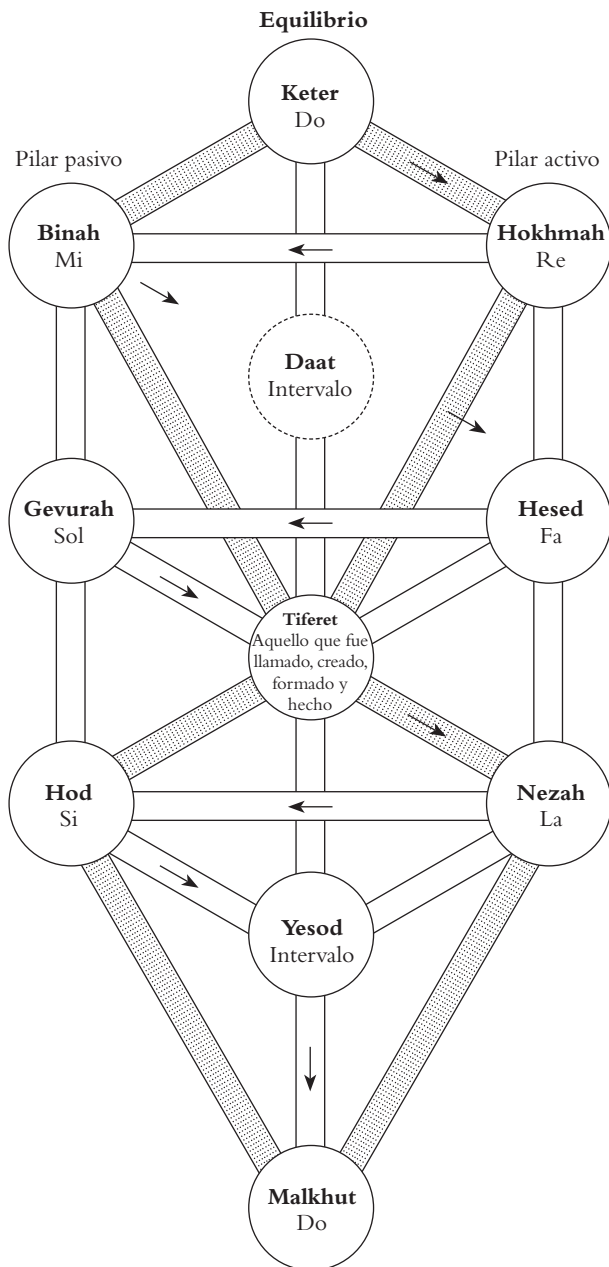 Equilibrio
Keter
Do
Pilar pasivo
Pilar activo
Binah
Mi
Hokhmah
Re
Daat
Intervalo
Gevurah
Sol
Hesed
Fa
Tiferet
Aquello que fue
llamado, creado,
formado y
hecho
Hod
Si
Nezah
La
Yesod
Intervalo
Malkhut
Do